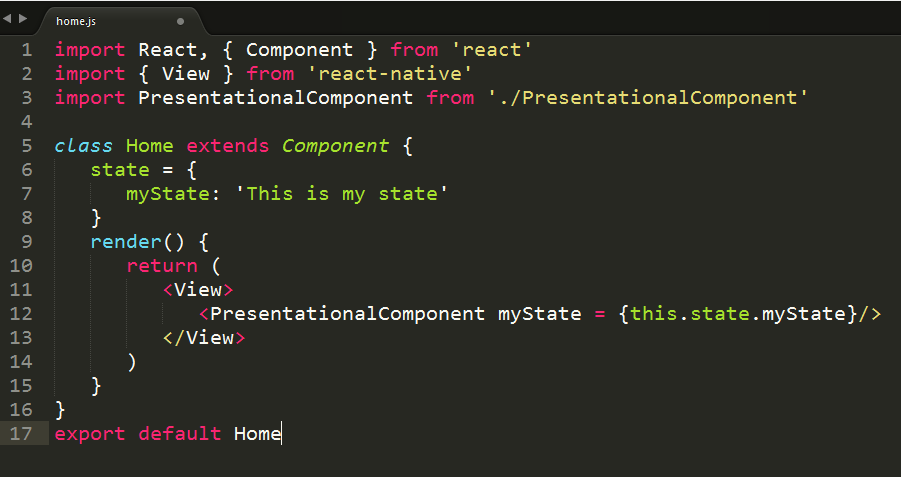 home.js
1 import React, { Component } from 'react'
2 import { View } from 'react-native'
3 import PresentationalComponent from './PresentationalComponent'
4
5 class Home extends Component {
6    state = {
7       myState: 'This is my state'
8    }
9    render() {
10       return (
11          <View>
12             <PresentationalComponent myState = {this.state.myState}/>
13          </View>
14       )
15    }
16 }
17 export default Home